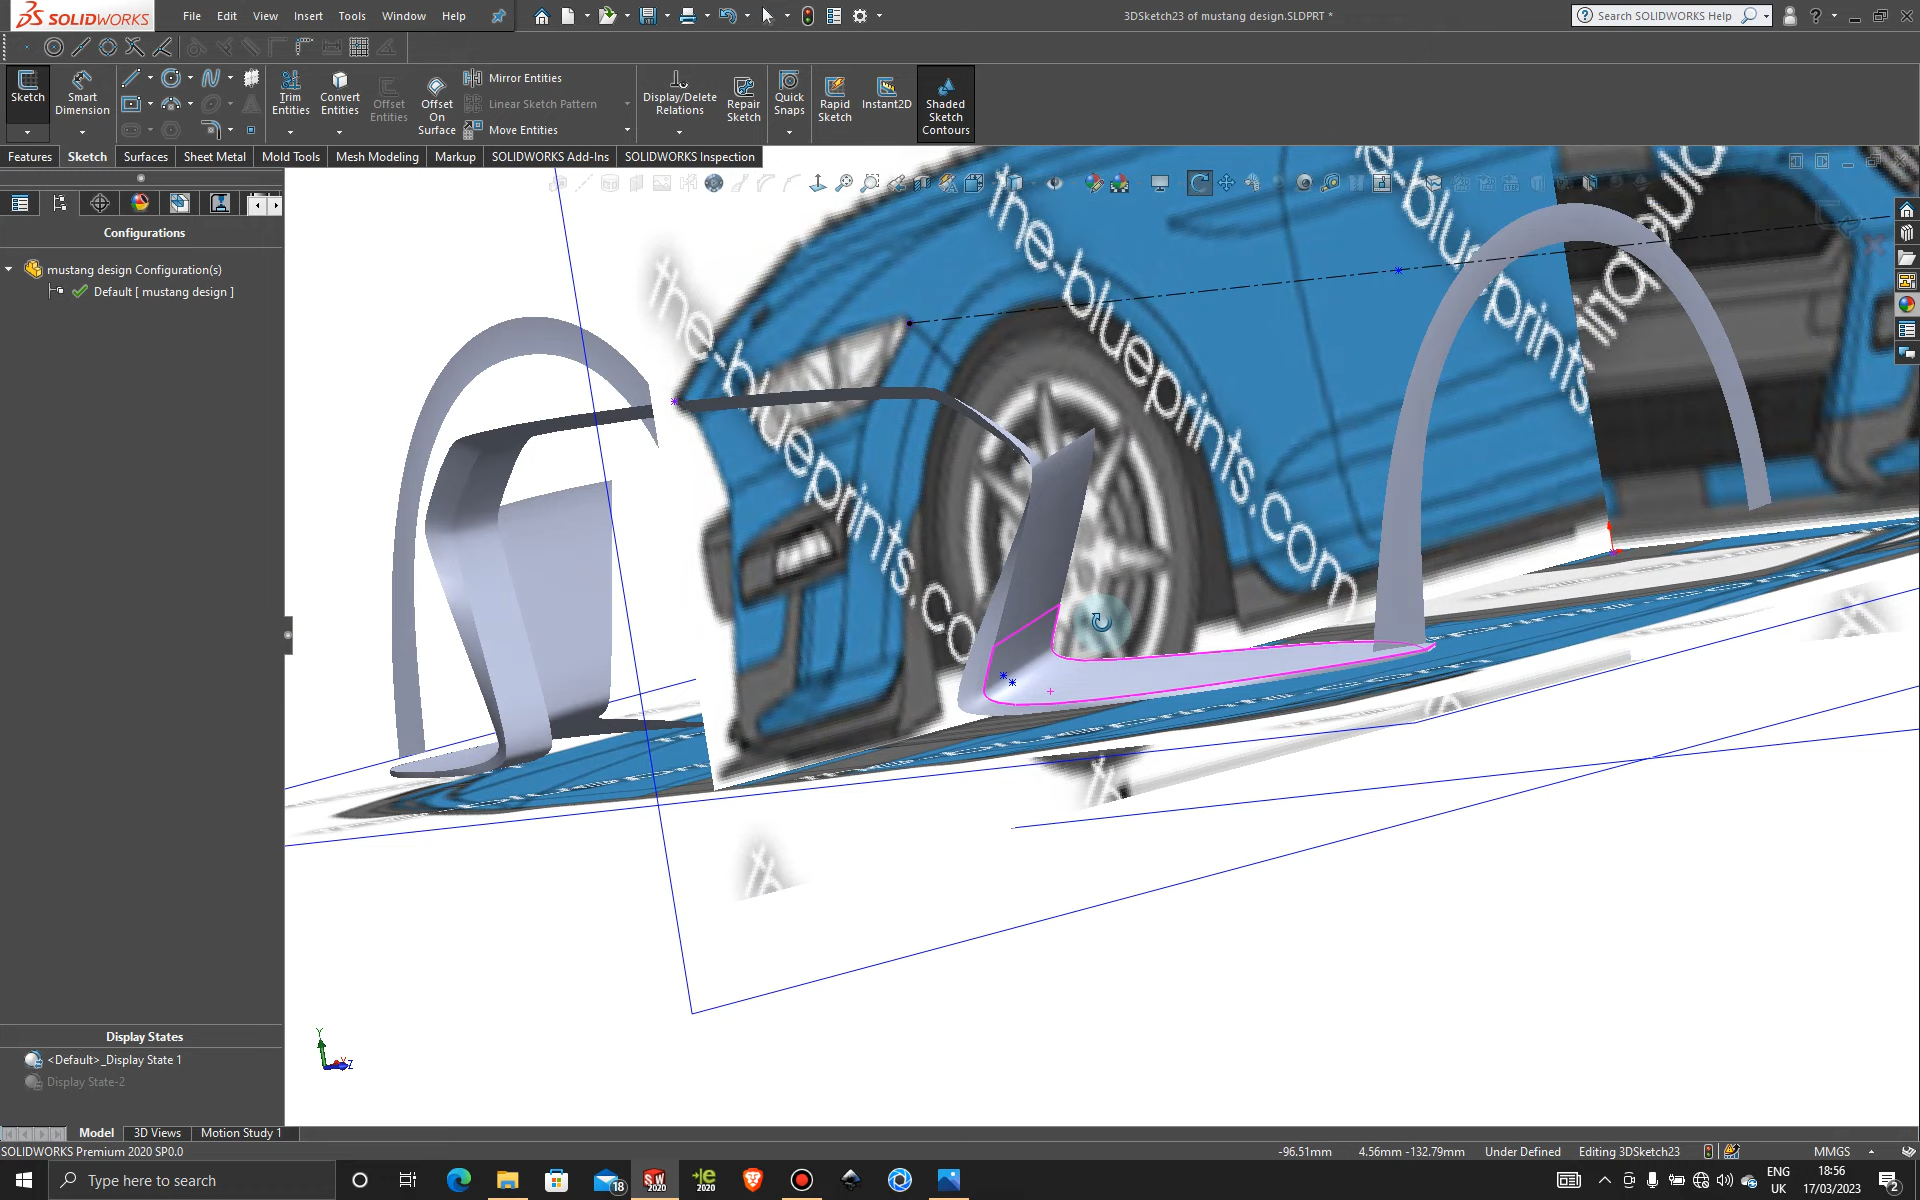 SOLIDWORKS
File Edit View Insert Tools Window Help
3DSketch23 of mustang design.SLDPRT *
Search SOLIDWORKS Help
Sketch
Smart Dimension
Trim Entities
Convert Entities
Offset Entities
Offset On Surface
Mirror Entities
Linear Sketch Pattern
Move Entities
Display/Delete Relations
Repair Sketch
Quick Snaps
Rapid Sketch
Instant2D
Shaded Sketch Contours
Features Sketch Surfaces Sheet Metal Mold Tools Mesh Modeling Markup SOLIDWORKS Add-Ins SOLIDWORKS Inspection
Configurations
mustang design Configuration(s)
Default [ mustang design ]
the-blueprints.com
the-blueprints.co
the-blueprints
Display States
<Default>_Display State 1
Display State-2
Y
Z
Model 3D Views Motion Study 1
SOLIDWORKS Premium 2020 SP0.0
-96.51mm 4.56mm -132.79mm Under Defined Editing 3DSketch23 MMGS
Type here to search
18
SW 2020
2020
ENG UK
18:56
17/03/2023
2